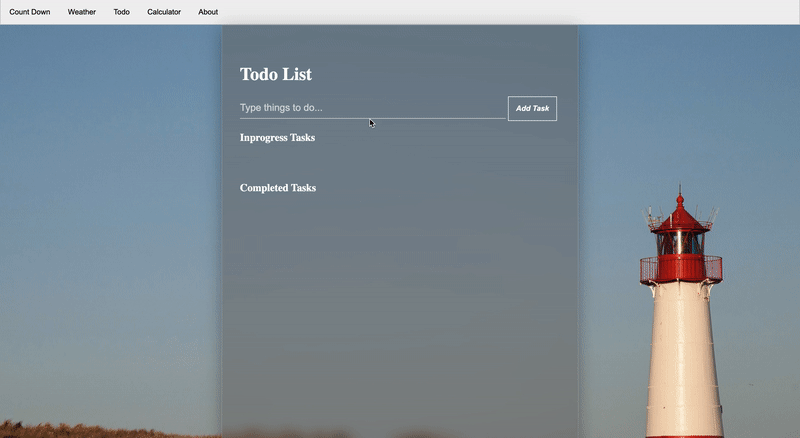 Count Down Weather Todo Calculator About
Todo List
Type things to do...
Add Task
Inprogress Tasks
Completed Tasks